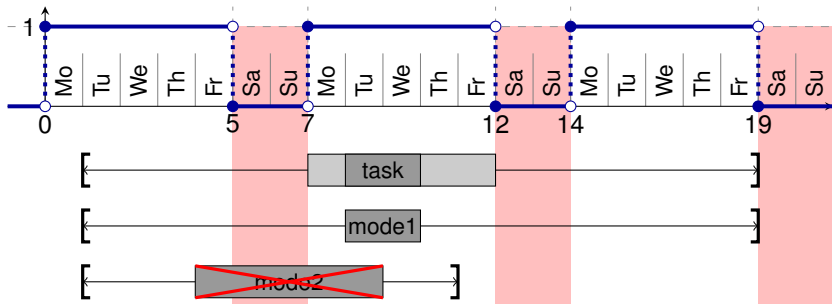 1
Mo Tu We Th Fr Sa Su Mo Tu We Th Fr Sa Su Mo Tu We Th Fr Sa Su
0 5 7 12 14 19
task
mode1
mode2